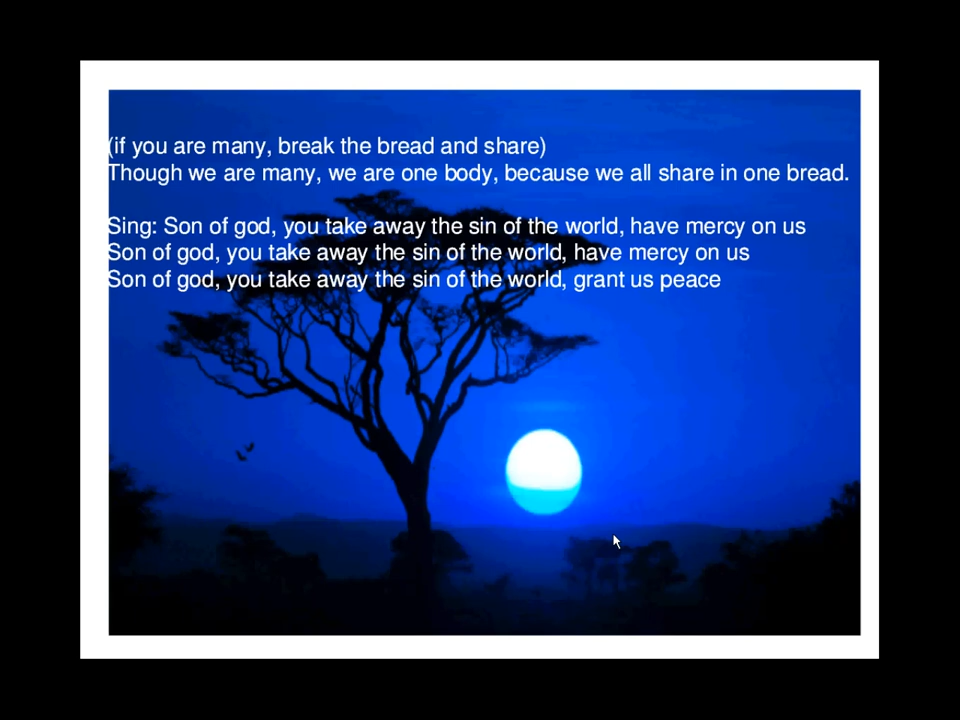 (if you are many, break the bread and share)
Though we are many, we are one body, because we all share in one bread.
Sing: Son of god, you take away the sin of the world, have mercy on us
Son of god, you take away the sin of the world, have mercy on us
Son of god, you take away the sin of the world, grant us peace